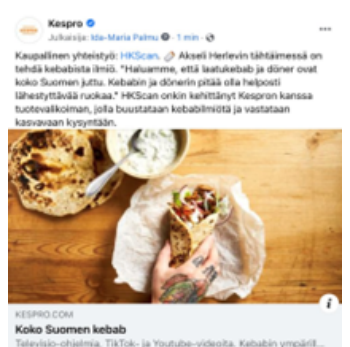 Kespro
Julkaisija: Ida-Maria Palmu · 1 min ·
Kaupallinen yhteistyö: HKScan. Akseli Herlevin tähtäimessä on
tehdä kebabista ilmiö. "Haluamme, että laatukebab ja döner ovat
koko Suomen juttu. Kebabin ja dönerin pitää olla helposti
lähestyttävää ruokaa." HKScan onkin kehittänyt Kespron kanssa
tuotevalikoiman, jolla buustataan kebabilmiötä ja vastataan
kasvavaan kysyntään.
KESPRO.COM
Koko Suomen kebab
Televisio-ohjelmia, TikTok- ja Youtube-videoita. Kebabin ympärill...